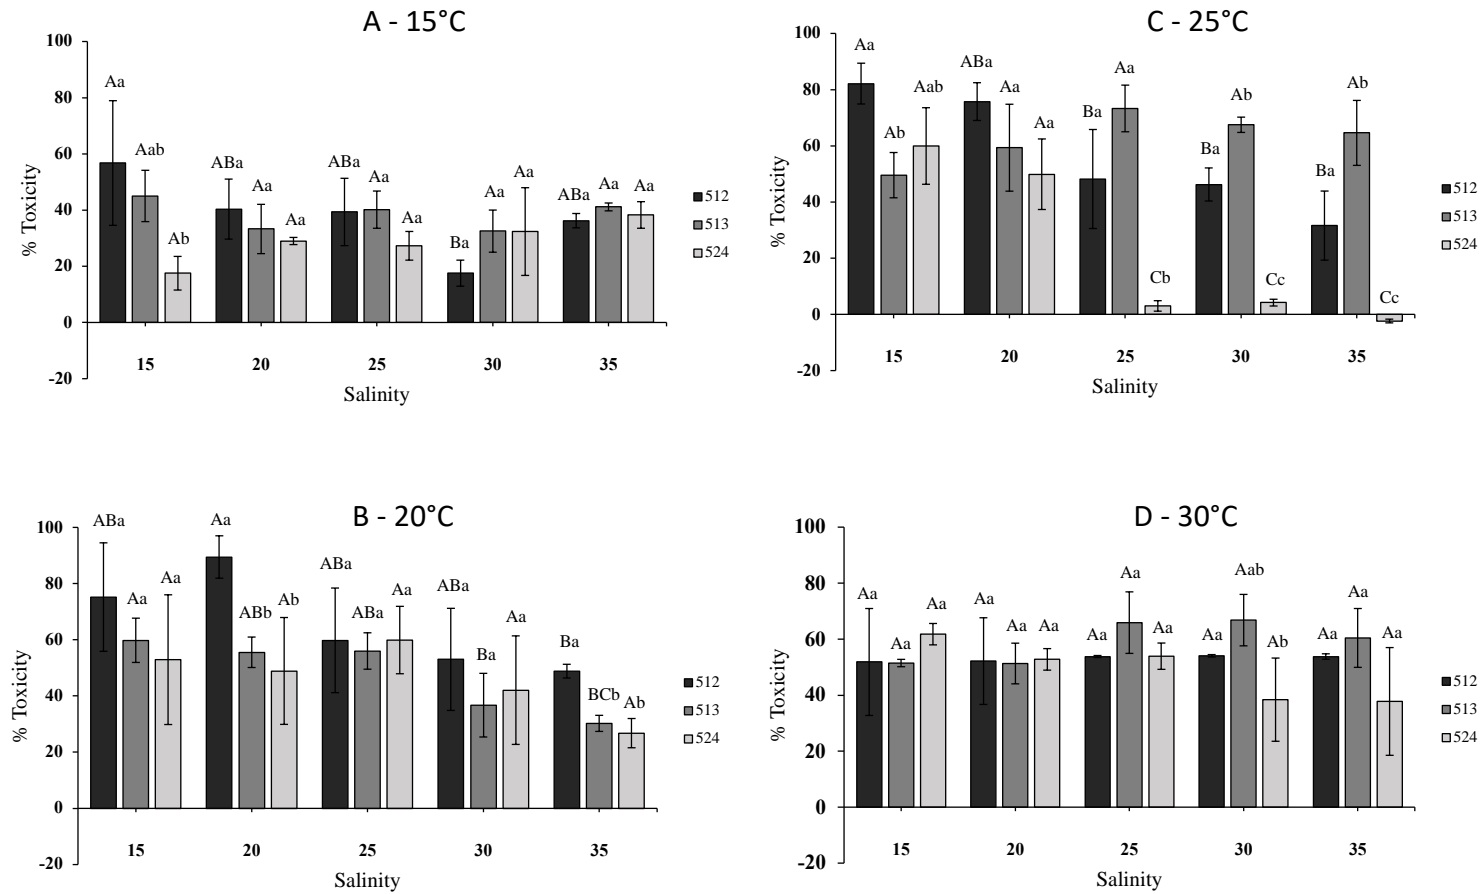 A - 15°C
100
80
60
40
20
0
-20
% Toxicity
Aa
Aab
Ab
ABa
Aa
Aa
ABa
Aa
Aa
Ba
Aa
Aa
ABa
Aa
Aa
15 20 25 30 35
Salinity
512
513
524
C - 25°C
100
80
60
40
20
0
-20
% Toxicity
Aa
Ab
Aab
ABa
Aa
Aa
Ba
Aa
Cb
Ba
Ab
Cc
Ba
Ab
Cc
15 20 25 30 35
Salinity
512
513
524
B - 20°C
100
80
60
40
20
0
-20
% Toxicity
ABa
Aa
Aa
Aa
ABb
Ab
ABa
ABa
Aa
ABa
Ba
Aa
Ba
BCb
Ab
15 20 25 30 35
Salinity
512
513
524
D - 30°C
100
80
60
40
20
0
-20
% Toxicity
Aa
Aa
Aa
Aa
Aa
Aa
Aa
Aa
Aa
Aa
Aab
Ab
Aa
Aa
Aa
15 20 25 30 35
Salinity
512
513
524